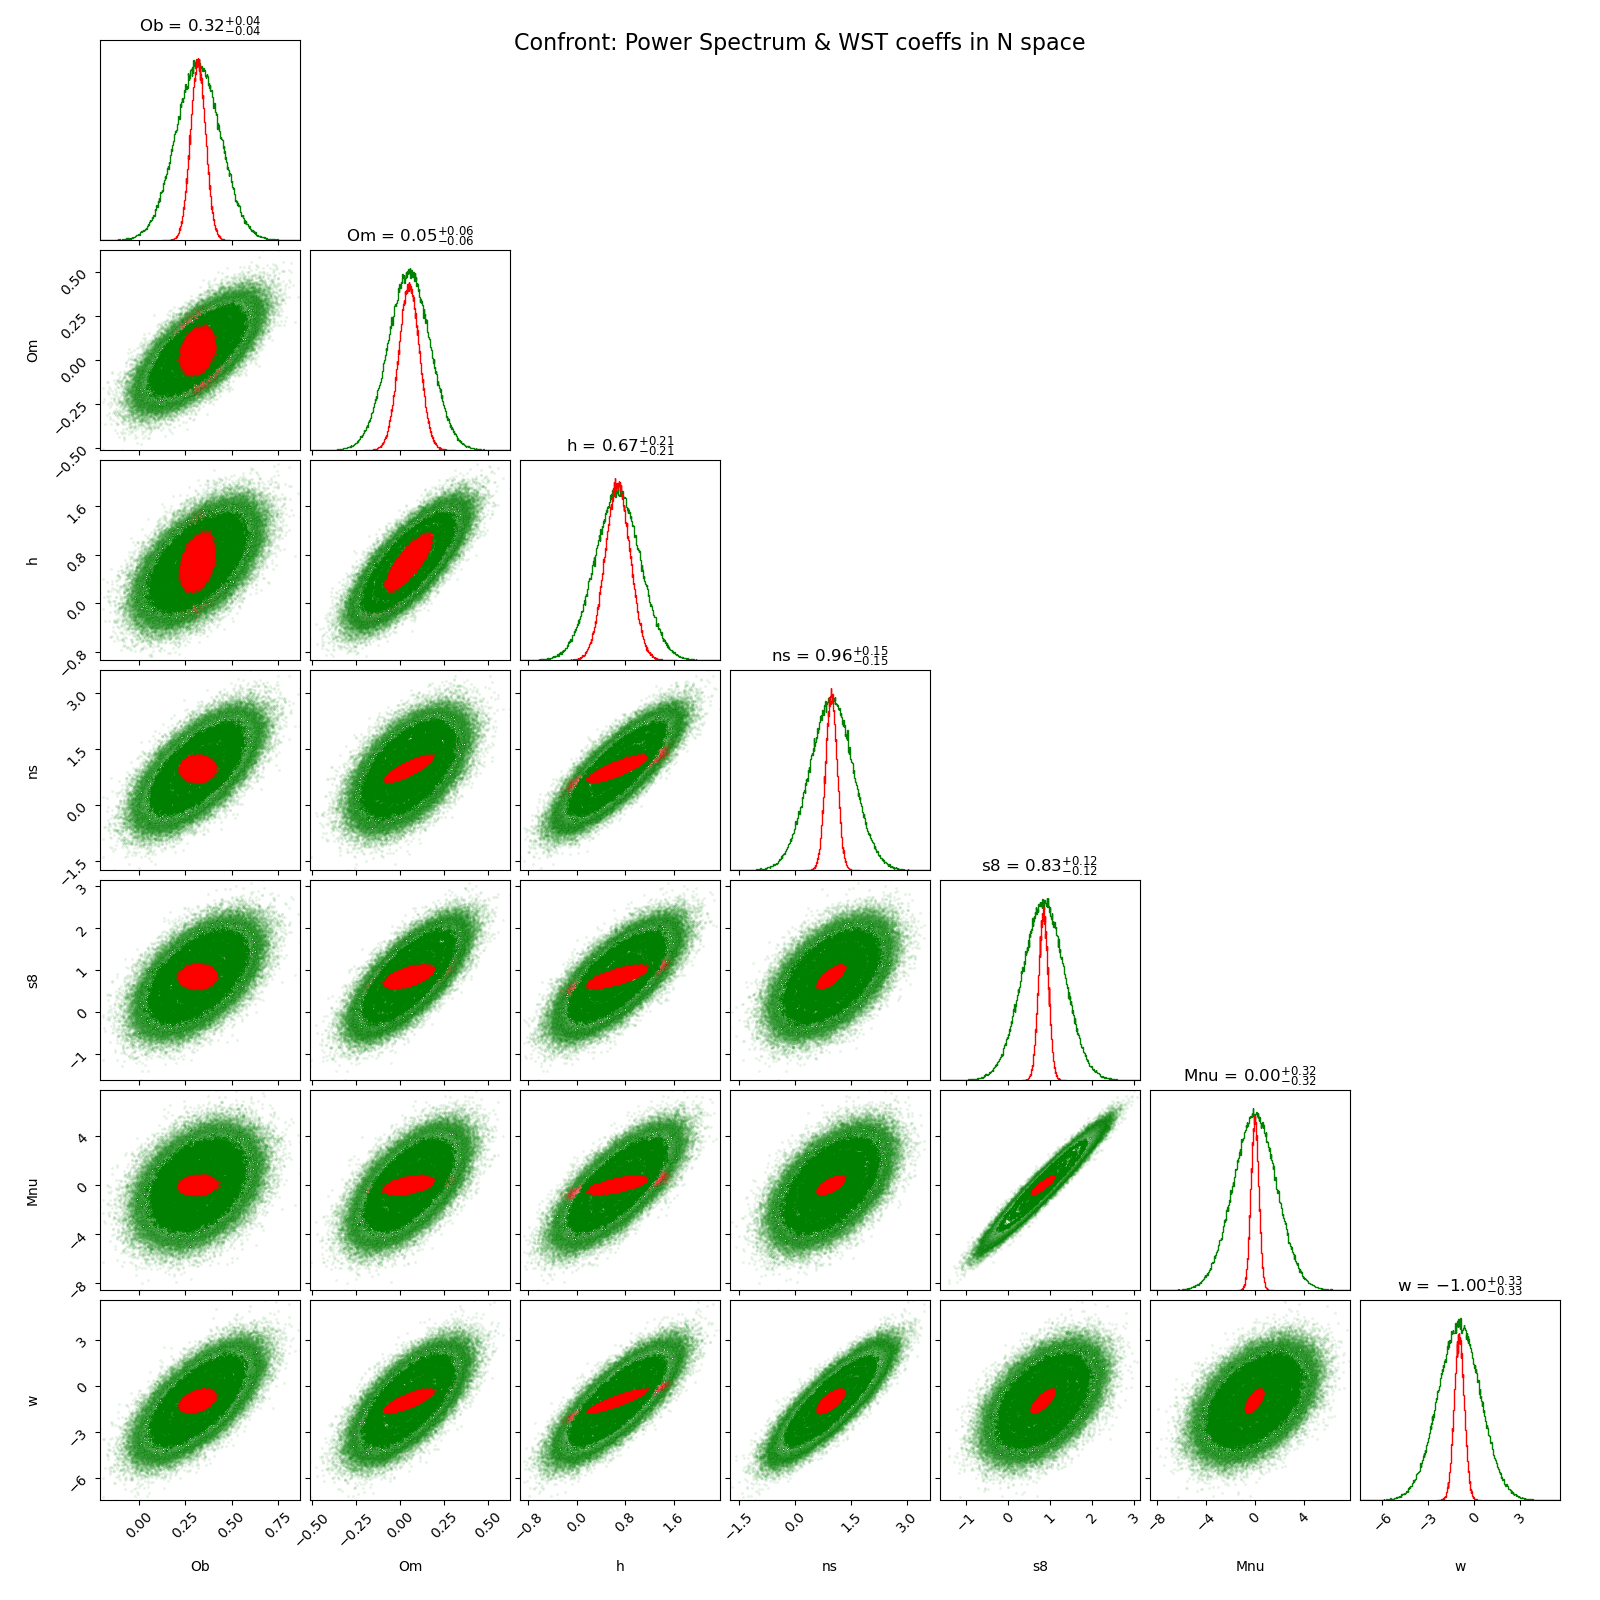 Confront: Power Spectrum & WST coeffs in N space
Ob = 0.32+0.04 −0.04
Om = 0.05+0.06 −0.06
0.50
0.25
0.00
−0.25
−0.50
Om
h = 0.67+0.21 −0.21
1.6
0.8
0.0
−0.8
h
ns = 0.96+0.15 −0.15
3.0
1.5
0.0
−1.5
ns
s8 = 0.83+0.12 −0.12
3
2
1
0
−1
s8
Mnu = 0.00+0.32 −0.32
4
0
−4
−8
Mnu
w = −1.00+0.33 −0.33
3
0
−3
−6
w
0.00 0.25 0.50 0.75 −0.50 −0.25 0.00 0.25 0.50 −0.8 0.0 0.8 1.6 −1.5 0.0 1.5 3.0 −1 0 1 2 3 −8 −4 0 4 −6 −3 0 3
Ob Om h ns s8 Mnu w